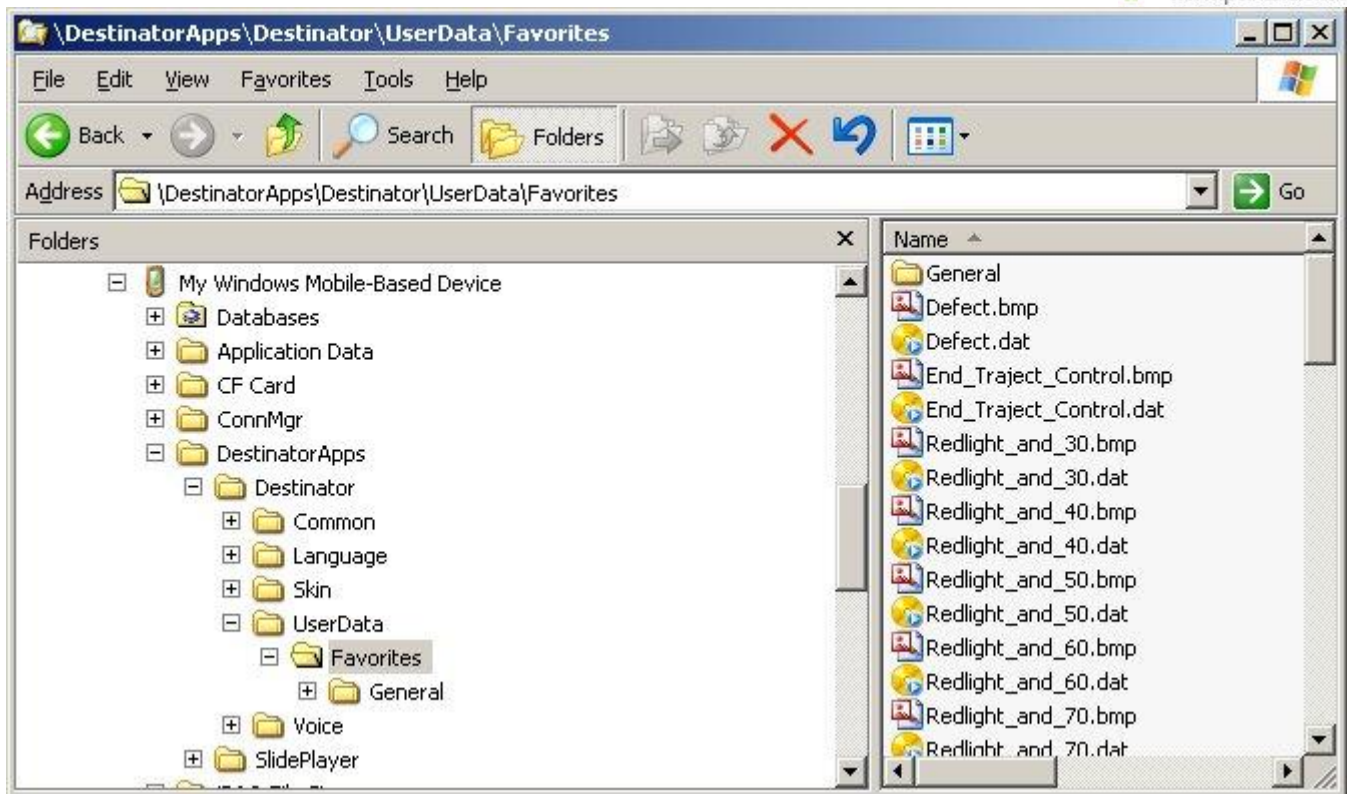 \DestinatorApps\Destinator\UserData\Favorites
File Edit View Favorites Tools Help
Back Search Folders
Address \DestinatorApps\Destinator\UserData\Favorites Go
Folders
My Windows Mobile-Based Device
Databases
Application Data
CF Card
ConnMgr
DestinatorApps
Destinator
Common
Language
Skin
UserData
Favorites
General
Voice
SlidePlayer
Name
General
Defect.bmp
Defect.dat
End_Traject_Control.bmp
End_Traject_Control.dat
Redlight_and_30.bmp
Redlight_and_30.dat
Redlight_and_40.bmp
Redlight_and_40.dat
Redlight_and_50.bmp
Redlight_and_50.dat
Redlight_and_60.bmp
Redlight_and_60.dat
Redlight_and_70.bmp
Redlight_and_70.dat